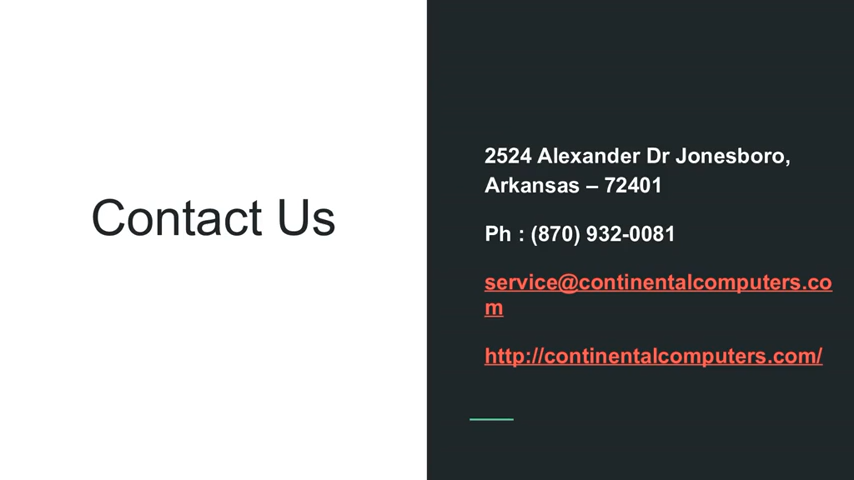 Contact Us
2524 Alexander Dr Jonesboro,
Arkansas – 72401
Ph : (870) 932-0081
service@continentalcomputers.co
m
http://continentalcomputers.com/